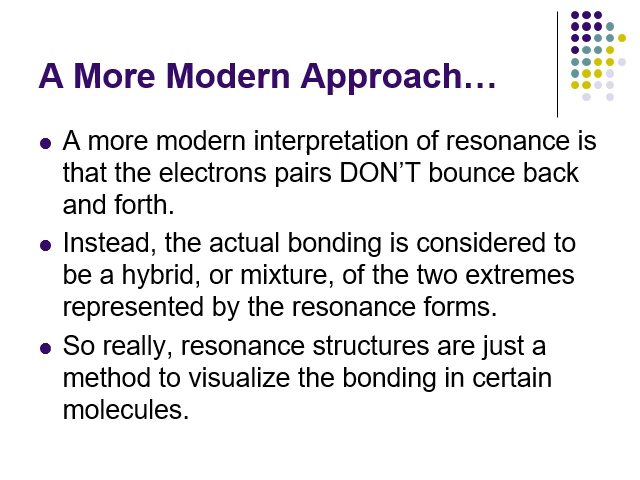 A More Modern Approach…
● A more modern interpretation of resonance is
that the electrons pairs DON'T bounce back
and forth.
● Instead, the actual bonding is considered to
be a hybrid, or mixture, of the two extremes
represented by the resonance forms.
● So really, resonance structures are just a
method to visualize the bonding in certain
molecules.